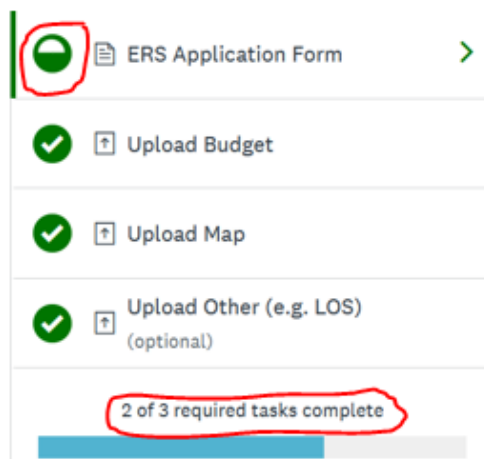 ERS Application Form
Upload Budget
Upload Map
Upload Other (e.g. LOS)
(optional)
2 of 3 required tasks complete